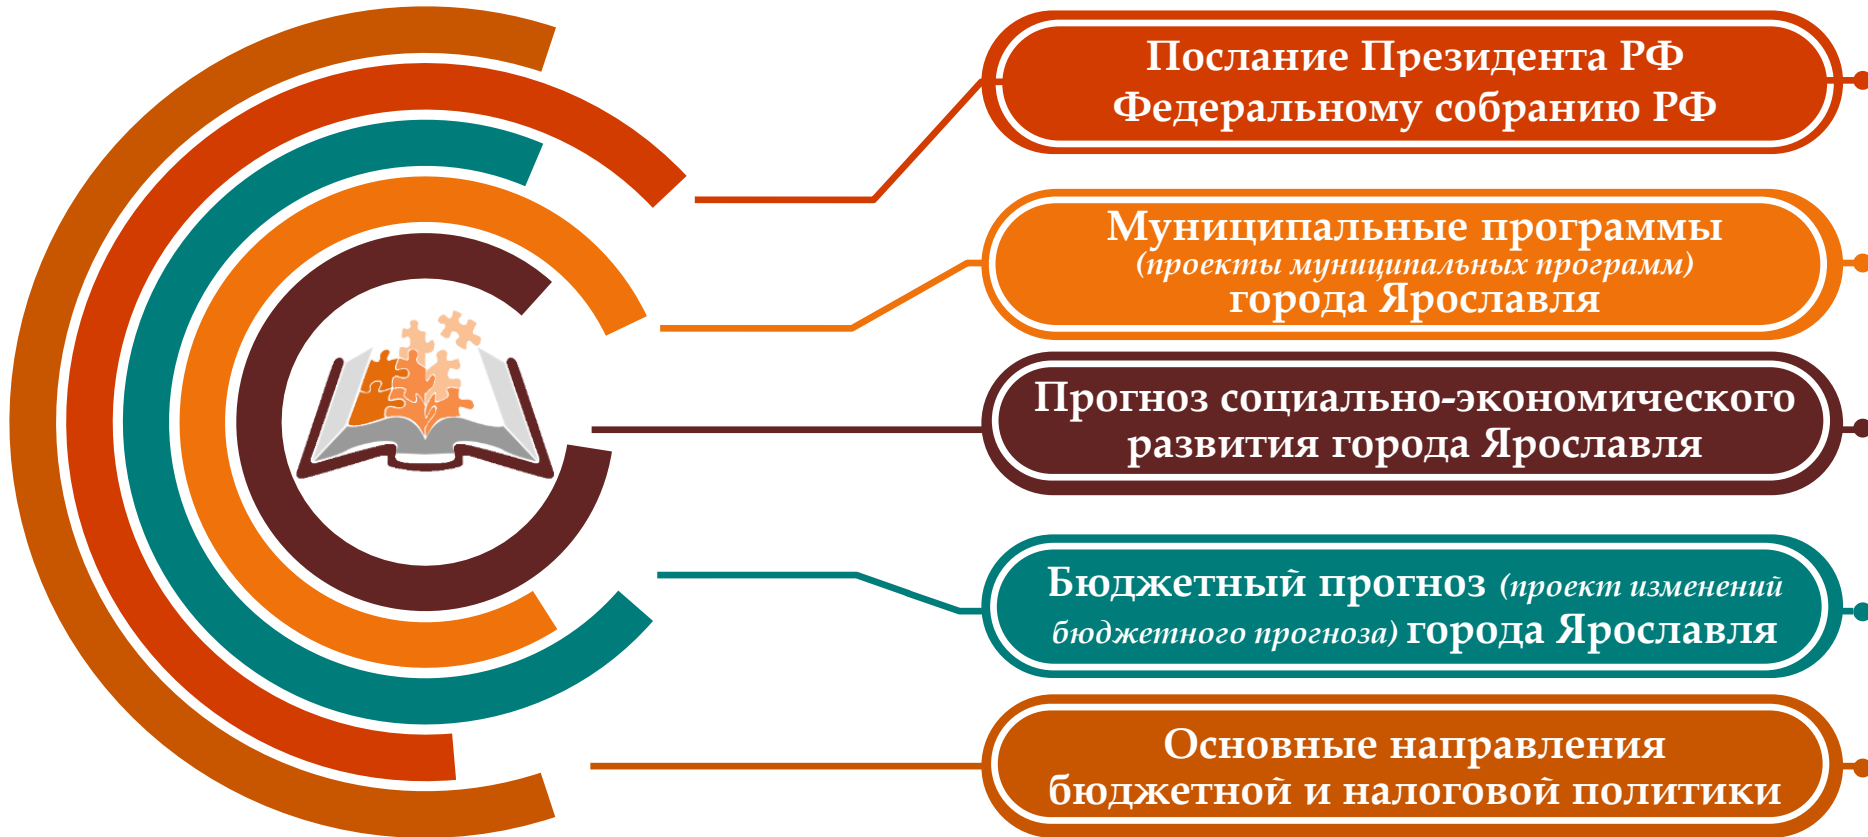 Послание Президента РФ
Федеральному собранию РФ
Муниципальные программы
(проекты муниципальных программ)
города Ярославля
Прогноз социально-экономического
развития города Ярославля
Бюджетный прогноз (проект изменений
бюджетного прогноза) города Ярославля
Основные направления
бюджетной и налоговой политики